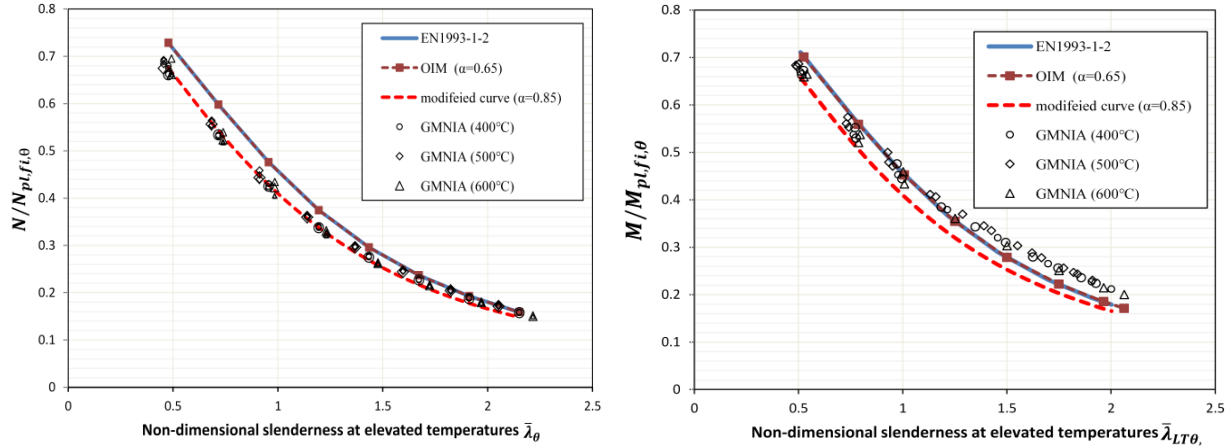 0.8
0.7
0.6
0.5
0.4
0.3
0.2
0.1
0
N/N_{pl,fi,θ}
EN1993-1-2
OIM (α=0.65)
modifeied curve (α=0.85)
GMNIA (400℃)
GMNIA (500℃)
GMNIA (600℃)
0 0.5 1 1.5 2 2.5
Non-dimensional slenderness at elevated temperatures λ̄_θ
0.8
0.7
0.6
0.5
0.4
0.3
0.2
0.1
0
M/M_{pl,fi,θ}
EN1993-1-2
OIM (α=0.65)
modifeied curve (α=0.85)
GMNIA (400℃)
GMNIA (500℃)
GMNIA (600℃)
0 0.5 1 1.5 2 2.5
Non-dimensional slenderness at elevated temperatures λ̄_{LTθ,}